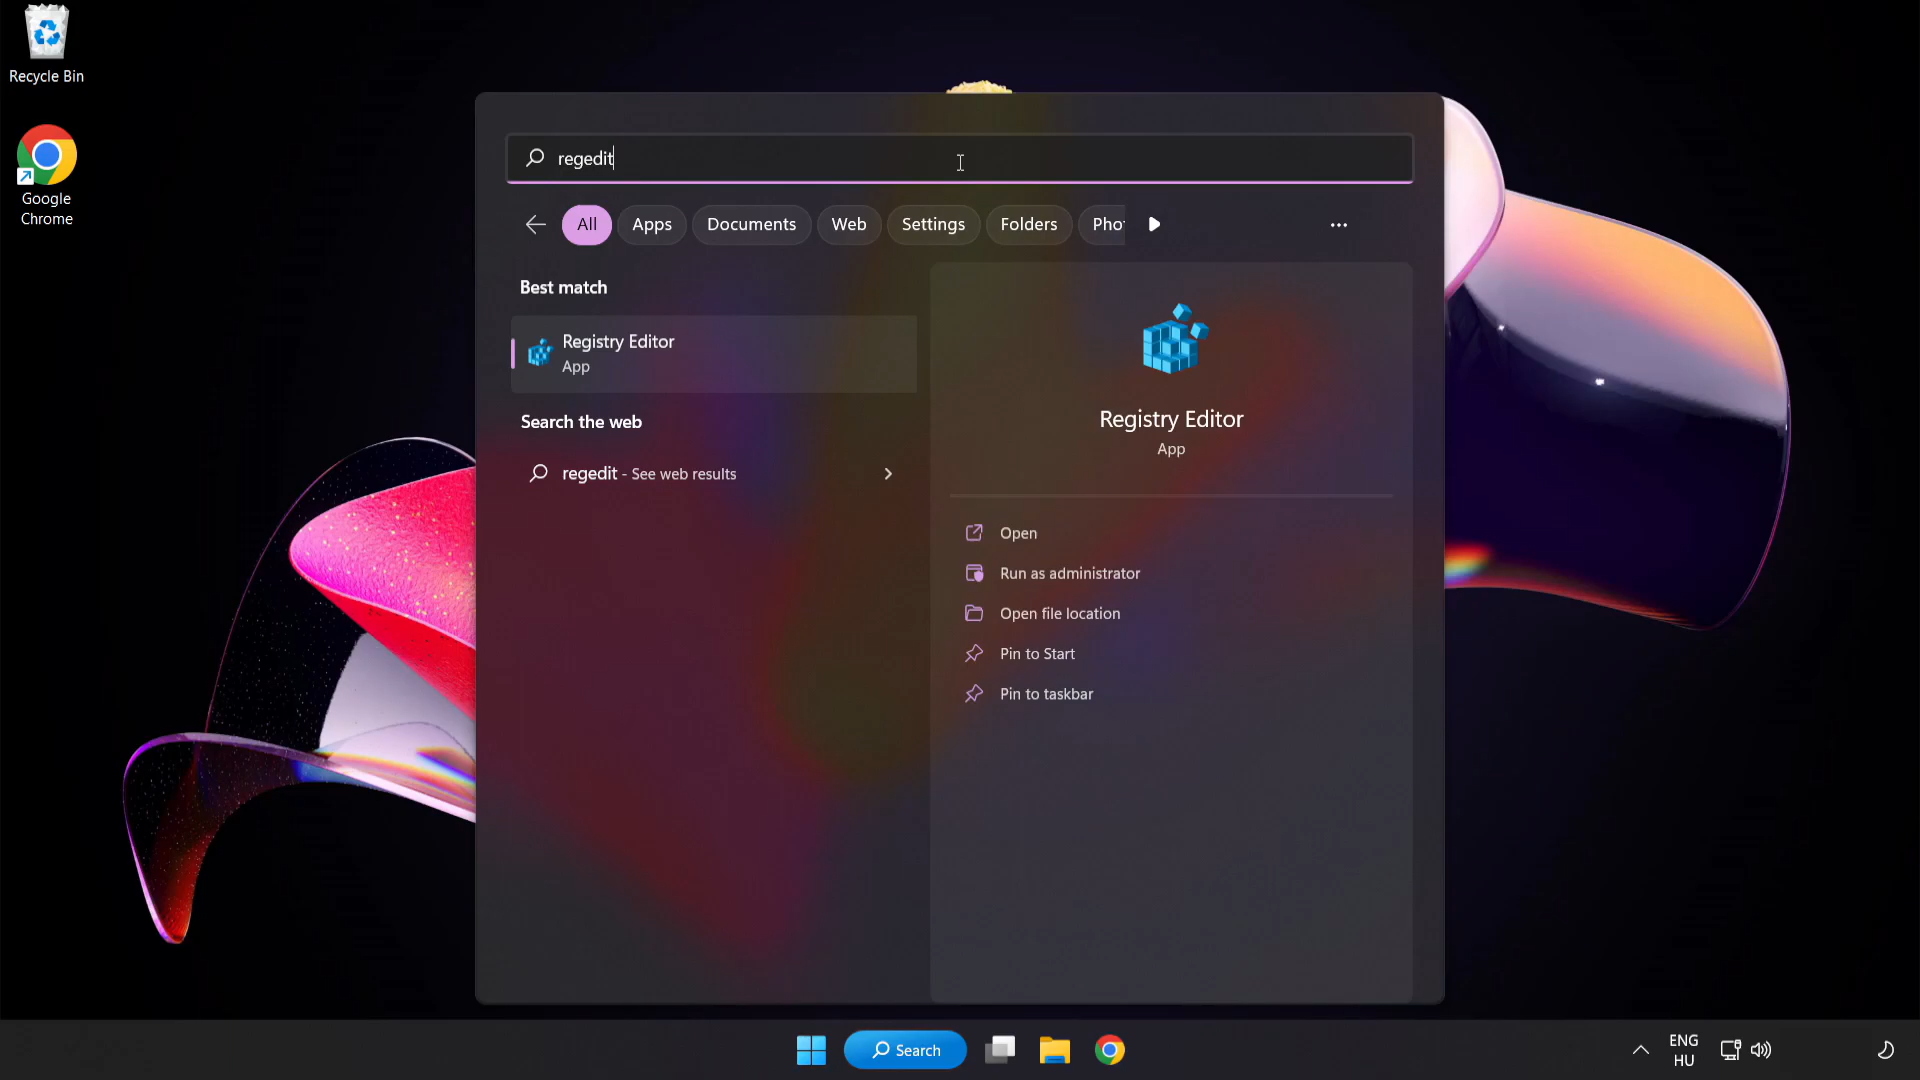 Recycle Bin
Google
Chrome
regedit
All
Apps
Documents
Web
Settings
Folders
Best match
Registry Editor
App
Search the web
regedit - See web results
Registry Editor
App
Open
Run as administrator
Open file location
Pin to Start
Pin to taskbar
Search
ENG
HU